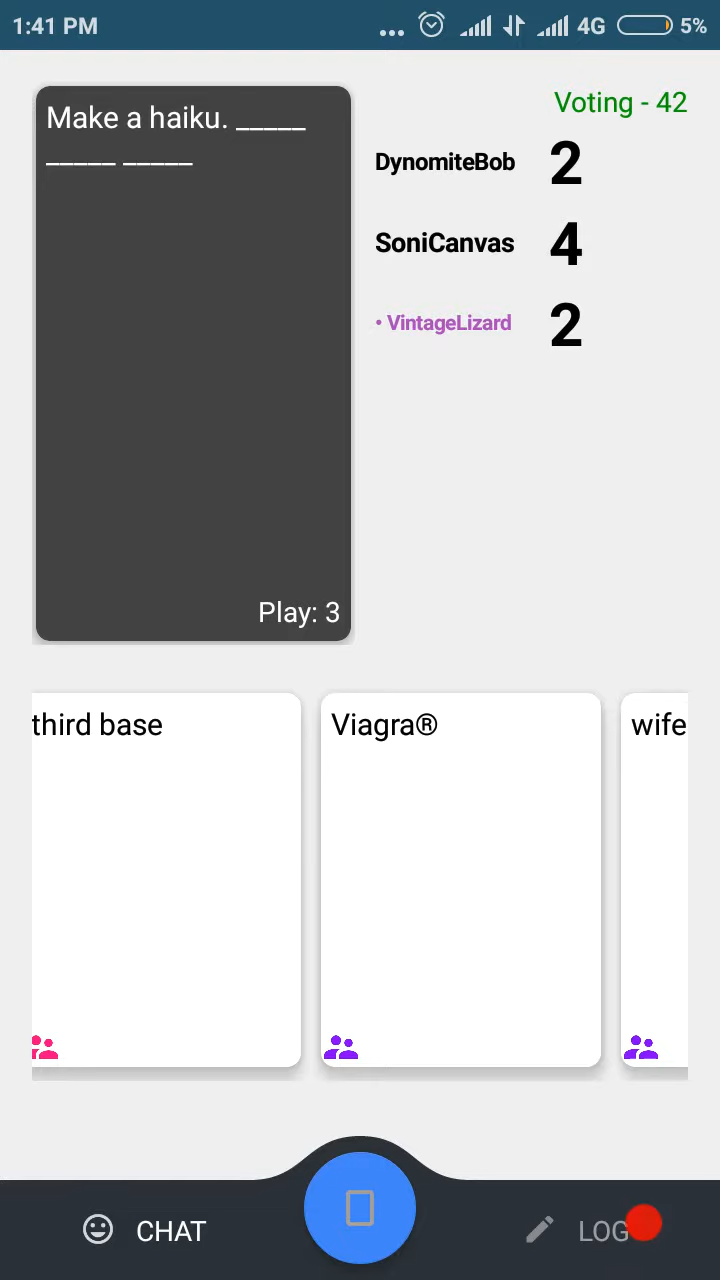 1:41 PM
... 4G 5%
Make a haiku. _____
_____ _____
Play: 3
Voting - 42
DynomiteBob 2
SoniCanvas 4
• VintageLizard 2
third base
Viagra®
wife
CHAT
LOG